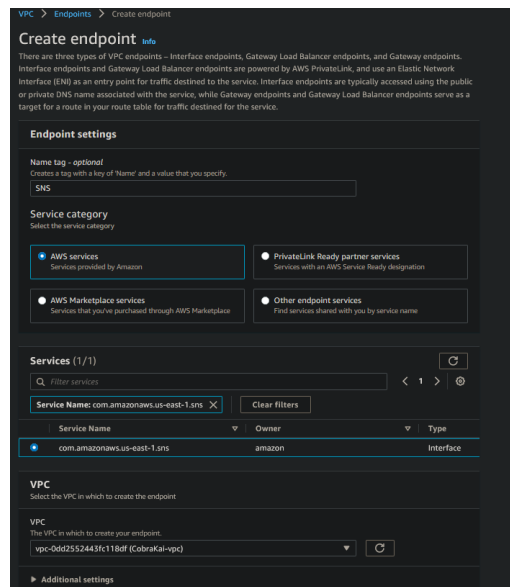 VPC > Endpoints > Create endpoint
Create endpoint Info
There are three types of VPC endpoints – Interface endpoints, Gateway Load Balancer endpoints, and Gateway endpoints.
Interface endpoints and Gateway Load Balancer endpoints are powered by AWS PrivateLink, and use an Elastic Network
Interface (ENI) as an entry point for traffic destined to the service. Interface endpoints are typically accessed using the public
or private DNS name associated with the service, while Gateway endpoints and Gateway Load Balancer endpoints serve as a
target for a route in your route table for traffic destined for the service.
Endpoint settings
Name tag - optional
Creates a tag with a key of 'Name' and a value that you specify.
SNS
Service category
Select the service category
AWS services
Services provided by Amazon
PrivateLink Ready partner services
Services with an AWS Service Ready designation
AWS Marketplace services
Services that you've purchased through AWS Marketplace
Other endpoint services
Find services shared with you by service name
Services (1/1)
Filter services
< 1 >
Service Name: com.amazonaws.us-east-1.sns X Clear filters
Service Name Owner Type
com.amazonaws.us-east-1.sns amazon Interface
VPC
Select the VPC in which to create the endpoint
VPC
The VPC in which to create your endpoint.
vpc-0dd2552443fc118df (CobraKai-vpc)
Additional settings